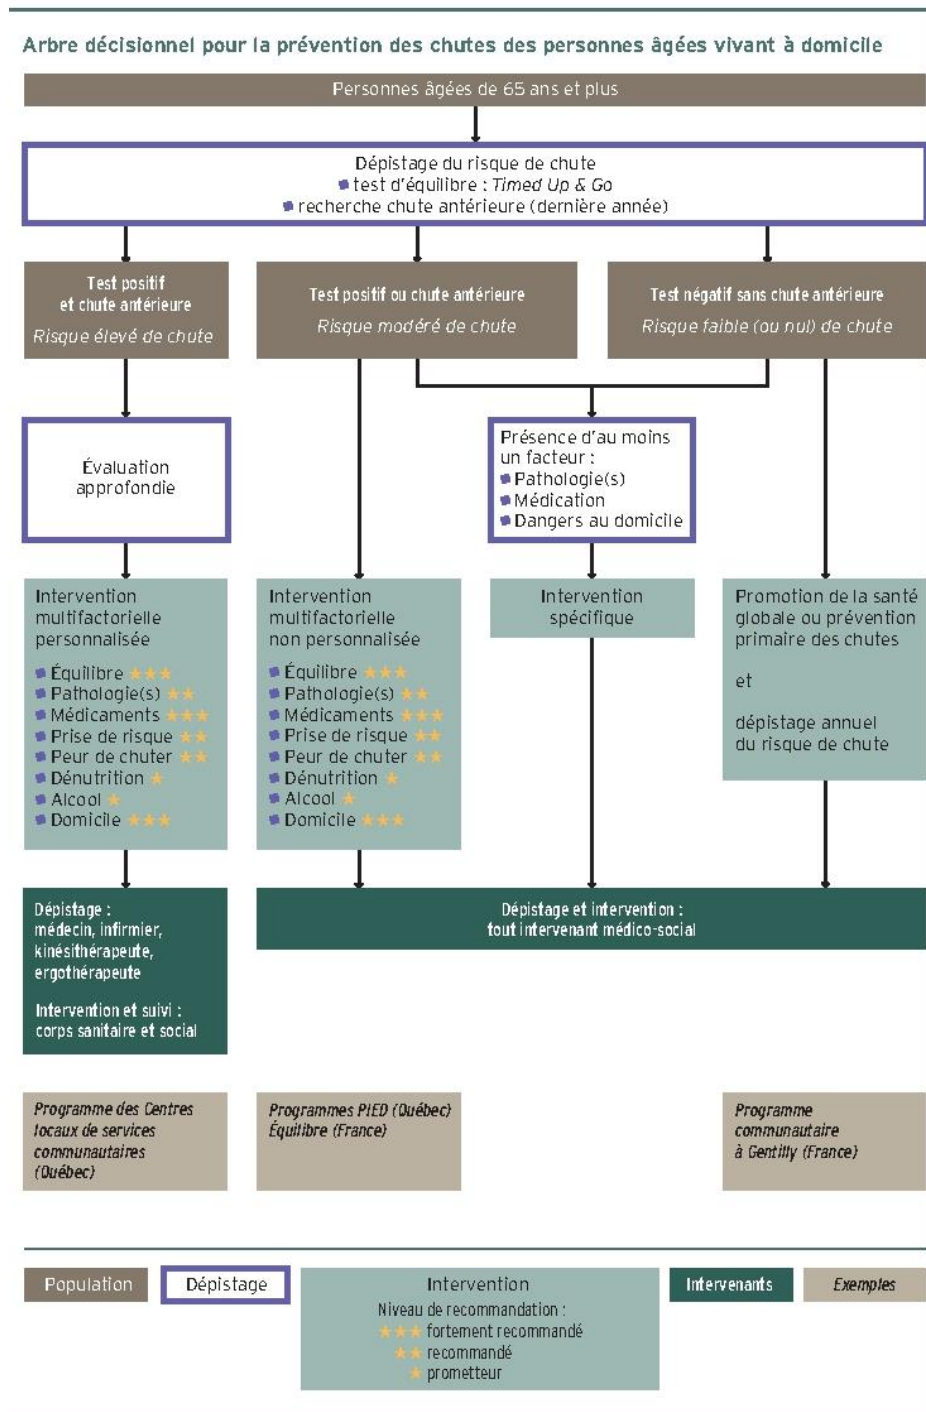 Arbre décisionnel pour la prévention des chutes des personnes âgées vivant à domicile
Personnes âgées de 65 ans et plus
Dépistage du risque de chute
test d'équilibre : Timed Up & Go
recherche chute antérieure (dernière année)
Test positif
et chute antérieure
Risque élevé de chute
Test positif ou chute antérieure
Risque modéré de chute
Test négatif sans chute antérieure
Risque faible (ou nul) de chute
Évaluation
approfondie
Présence d'au moins
un facteur :
Pathologie(s)
Médication
Dangers au domicile
Intervention
multifactorielle
personnalisée
Équilibre ★★★
Pathologie(s) ★★
Médicaments ★★★
Prise de risque ★★
Peur de chuter ★★
Dénutrition ★
Alcool ★
Domicile ★★★
Intervention
multifactorielle
non personnalisée
Équilibre ★★★
Pathologie(s) ★★
Médicaments ★★★
Prise de risque ★★
Peur de chuter ★★
Dénutrition ★
Alcool ★
Domicile ★★★
Intervention
spécifique
Promotion de la santé
globale ou prévention
primaire des chutes
et
dépistage annuel
du risque de chute
Dépistage :
médecin, infirmier,
kinésithérapeute,
ergothérapeute
Intervention et suivi :
corps sanitaire et social
Dépistage et intervention :
tout intervenant médico-social
Programme des Centres
locaux de services
communautaires
(Québec)
Programmes PIED (Québec)
Équilibre (France)
Programme
communautaire
à Gentilly (France)
Population
Dépistage
Intervention
Niveau de recommandation :
★★★ fortement recommandé
★★ recommandé
★ prometteur
Intervenants
Exemples